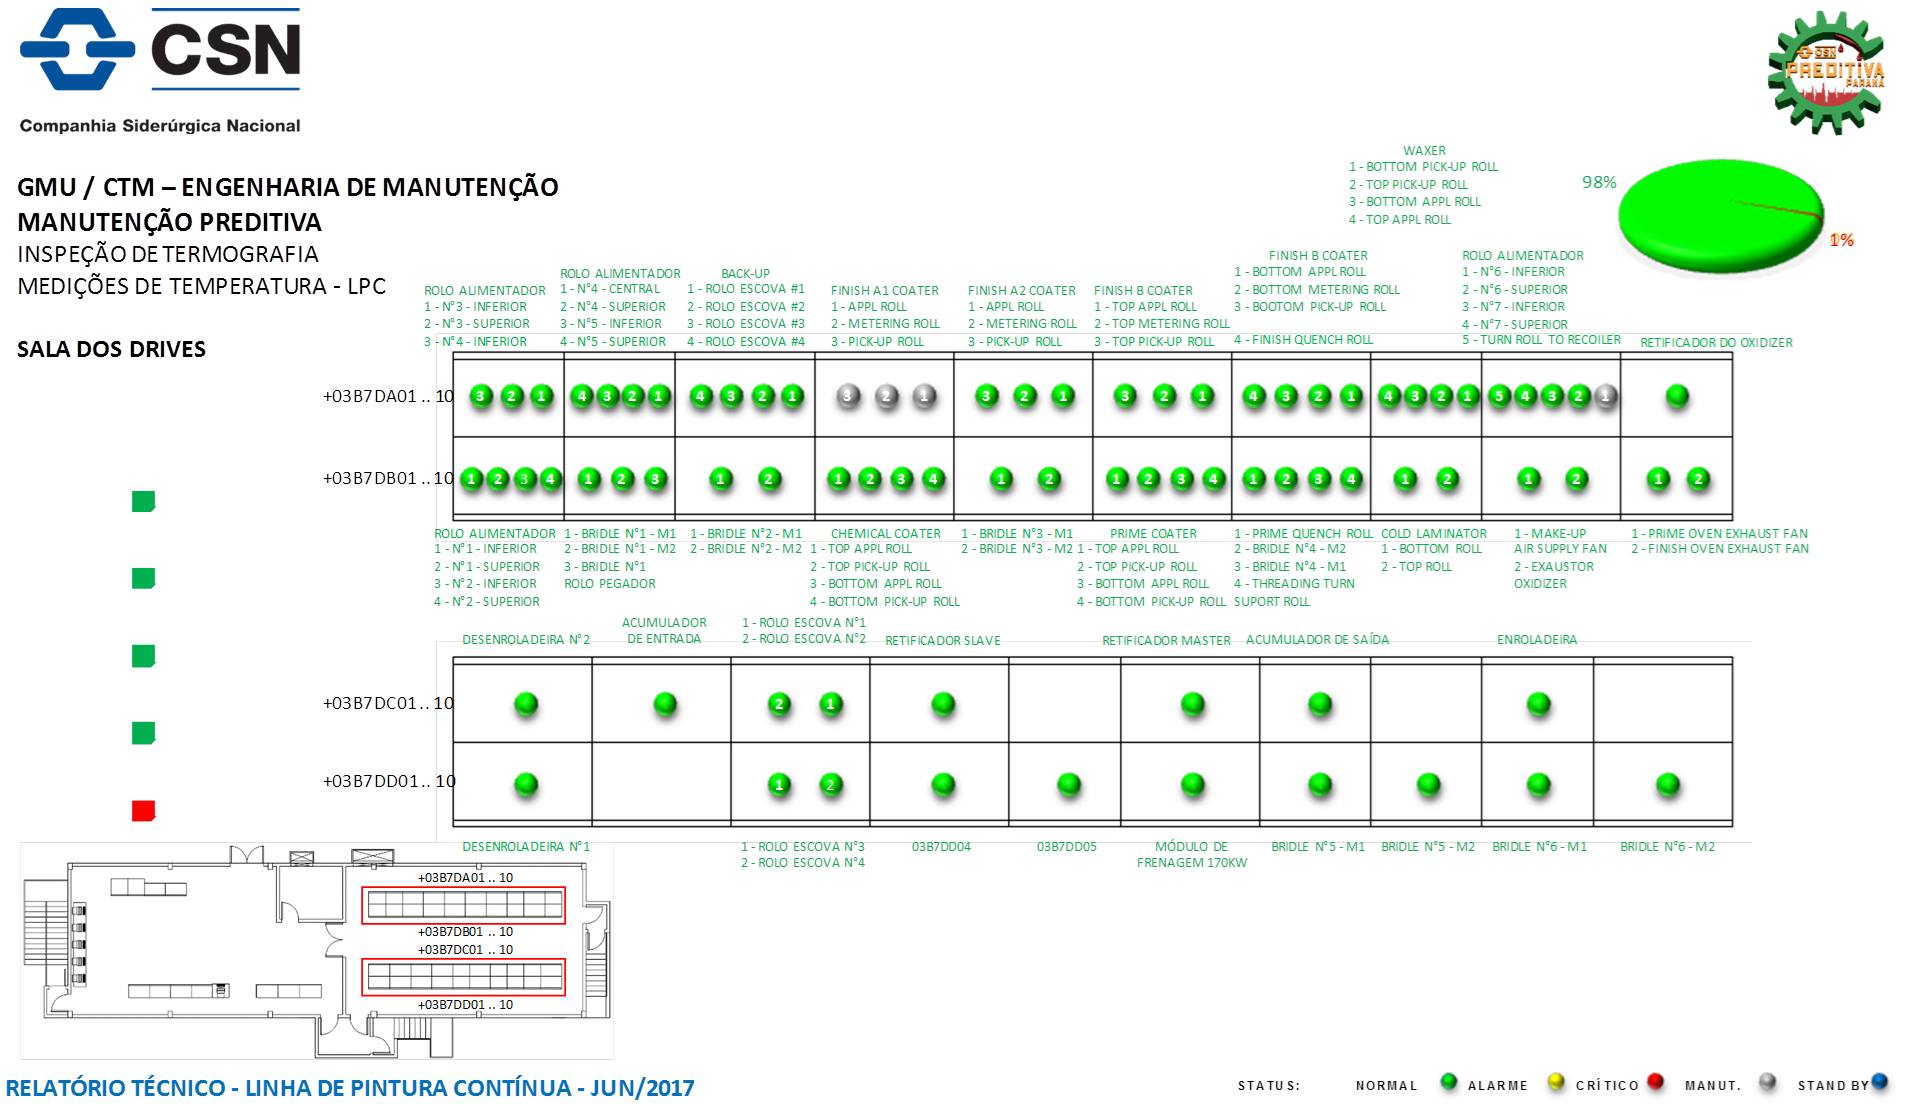 CSN
Companhia Siderúrgica Nacional
CSN
PREDITIVA
PARANÁ
GMU / CTM – ENGENHARIA DE MANUTENÇÃO
MANUTENÇÃO PREDITIVA
INSPEÇÃO DE TERMOGRAFIA
MEDIÇÕES DE TEMPERATURA - LPC
SALA DOS DRIVES
98%
1%
WAXER
1 - BOTTOM PICK-UP ROLL
2 - TOP PICK-UP ROLL
3 - BOTTOM APPL ROLL
4 - TOP APPL ROLL
ROLO ALIMENTADOR
1 - N°3 - INFERIOR
2 - N°3 - SUPERIOR
3 - N°4 - INFERIOR
ROLO ALIMENTADOR
1 - N°4 - CENTRAL
2 - N°4 - SUPERIOR
3 - N°5 - INFERIOR
4 - N°5 - SUPERIOR
BACK-UP
1 - ROLO ESCOVA #1
2 - ROLO ESCOVA #2
3 - ROLO ESCOVA #3
4 - ROLO ESCOVA #4
FINISH A1 COATER
1 - APPL ROLL
2 - METERING ROLL
3 - PICK-UP ROLL
FINISH A2 COATER
1 - APPL ROLL
2 - METERING ROLL
3 - PICK-UP ROLL
FINISH B COATER
1 - TOP APPL ROLL
2 - TOP METERING ROLL
3 - TOP PICK-UP ROLL
FINISH B COATER
1 - BOTTOM APPL ROLL
2 - BOTTOM METERING ROLL
3 - BOOTOM PICK-UP ROLL
4 - FINISH QUENCH ROLL
ROLO ALIMENTADOR
1 - N°6 - INFERIOR
2 - N°6 - SUPERIOR
3 - N°7 - INFERIOR
4 - N°7 - SUPERIOR
5 - TURN ROLL TO RECOILER
RETIFICADOR DO OXIDIZER
+03B7DA01 .. 10
3 2 1 4 3 2 1 4 3 2 1 3 2 1 3 2 1 3 2 1 4 3 2 1 4 3 2 1 5 4 3 2 1
+03B7DB01 .. 10
1 2 3 4 1 2 3 1 2 1 2 3 4 1 2 1 2 3 4 1 2 3 4 1 2 1 2 1 2
ROLO ALIMENTADOR
1 - N°1 - INFERIOR
2 - N°1 - SUPERIOR
3 - N°2 - INFERIOR
4 - N°2 - SUPERIOR
1 - BRIDLE N°1 - M1
2 - BRIDLE N°1 - M2
3 - BRIDLE N°1
ROLO PEGADOR
1 - BRIDLE N°2 - M1
2 - BRIDLE N°2 - M2
CHEMICAL COATER
1 - TOP APPL ROLL
2 - TOP PICK-UP ROLL
3 - BOTTOM APPL ROLL
4 - BOTTOM PICK-UP ROLL
1 - BRIDLE N°3 - M1
2 - BRIDLE N°3 - M2
PRIME COATER
1 - TOP APPL ROLL
2 - TOP PICK-UP ROLL
3 - BOTTOM APPL ROLL
4 - BOTTOM PICK-UP ROLL
1 - PRIME QUENCH ROLL
2 - BRIDLE N°4 - M2
3 - BRIDLE N°4 - M1
4 - THREADING TURN
SUPORT ROLL
COLD LAMINATOR
1 - BOTTOM ROLL
2 - TOP ROLL
1 - MAKE-UP
AIR SUPPLY FAN
2 - EXAUSTOR
OXIDIZER
1 - PRIME OVEN EXHAUST FAN
2 - FINISH OVEN EXHAUST FAN
DESENROLADEIRA N°2
ACUMULADOR
DE ENTRADA
1 - ROLO ESCOVA N°1
2 - ROLO ESCOVA N°2
RETIFICADOR SLAVE
RETIFICADOR MASTER
ACUMULADOR DE SAÍDA
ENROLADEIRA
+03B7DC01 .. 10
2 1
+03B7DD01 .. 10
1 2
DESENROLADEIRA N°1
1 - ROLO ESCOVA N°3
2 - ROLO ESCOVA N°4
03B7DD04
03B7DD05
MÓDULO DE
FRENAGEM 170KW
BRIDLE N°5 - M1
BRIDLE N°5 - M2
BRIDLE N°6 - M1
BRIDLE N°6 - M2
+03B7DA01 .. 10
+03B7DB01 .. 10
+03B7DC01 .. 10
+03B7DD01 .. 10
RELATÓRIO TÉCNICO - LINHA DE PINTURA CONTÍNUA - JUN/2017
STATUS: NORMAL ALARME CRÍTICO MANUT. STAND BY